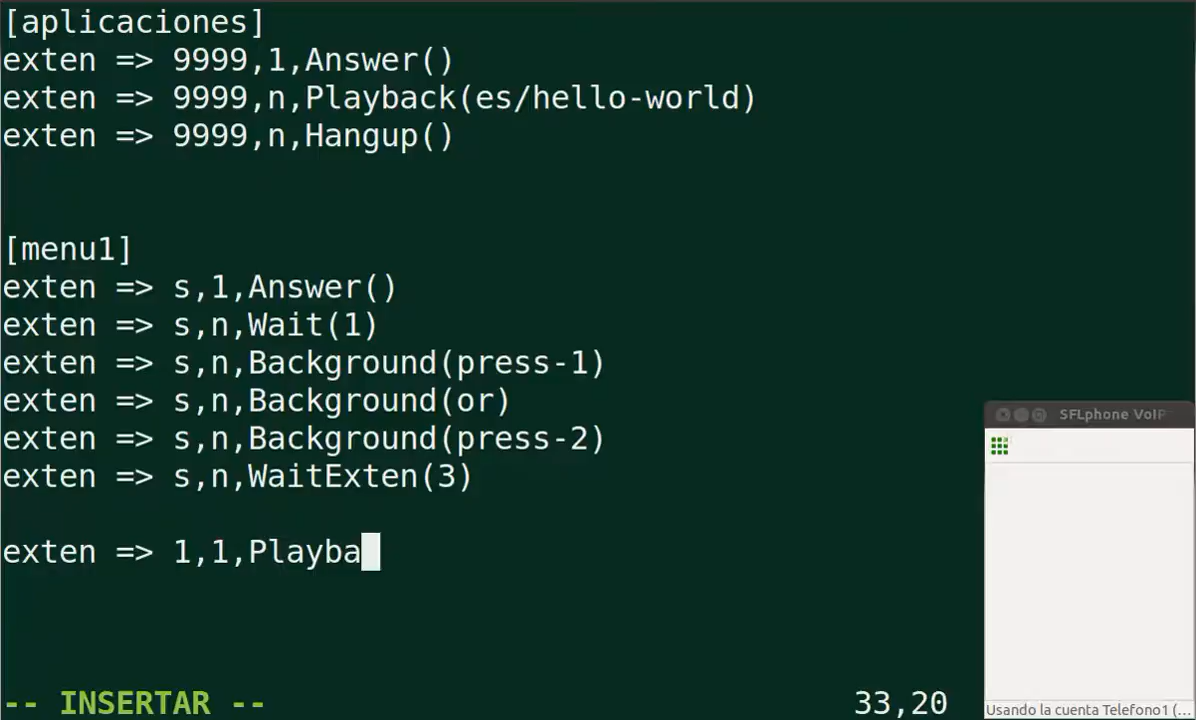 [aplicaciones]
exten => 9999,1,Answer()
exten => 9999,n,Playback(es/hello-world)
exten => 9999,n,Hangup()
[menu1]
exten => s,1,Answer()
exten => s,n,Wait(1)
exten => s,n,Background(press-1)
exten => s,n,Background(or)
exten => s,n,Background(press-2)
exten => s,n,WaitExten(3)
exten => 1,1,Playba
SFLphone VoIP
Usando la cuenta Telefono1 (...
-- INSERTAR --
33,20